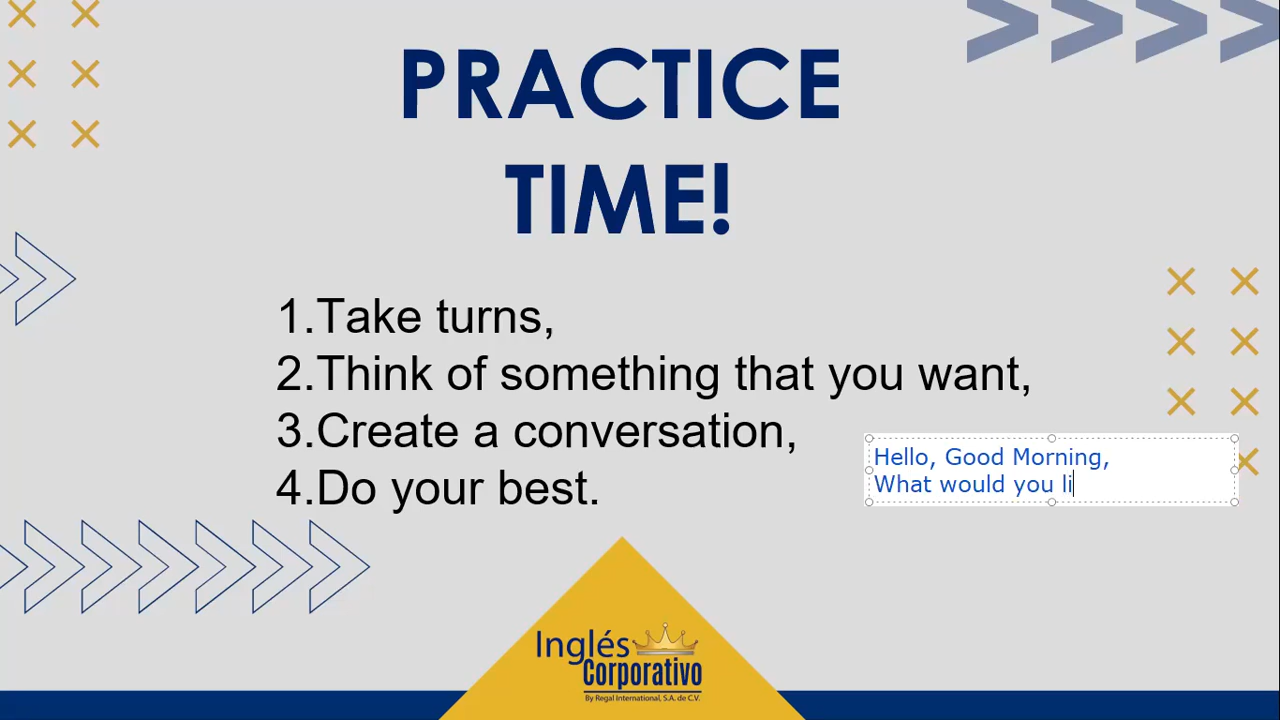 PRACTICE
TIME!
1.Take turns,
2.Think of something that you want,
3.Create a conversation,
4.Do your best.
Hello, Good Morning,
What would you li
Inglés
Corporativo
By Regal International, S.A. de C.V.